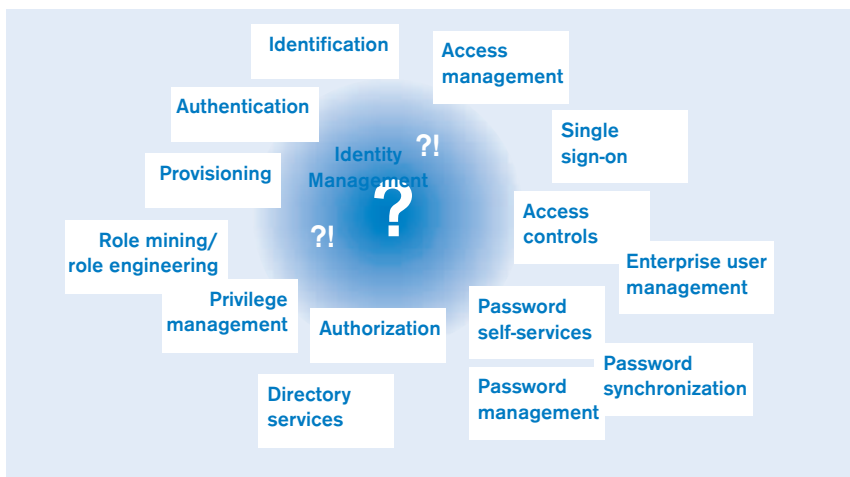 Identification
Access
management
Authentication
Single
sign-on
Identity
Management
?!
Provisioning
?
Access
controls
?!
Role mining/
role engineering
Enterprise user
management
Privilege
management
Authorization
Password
self-services
Password
synchronization
Directory
services
Password
management